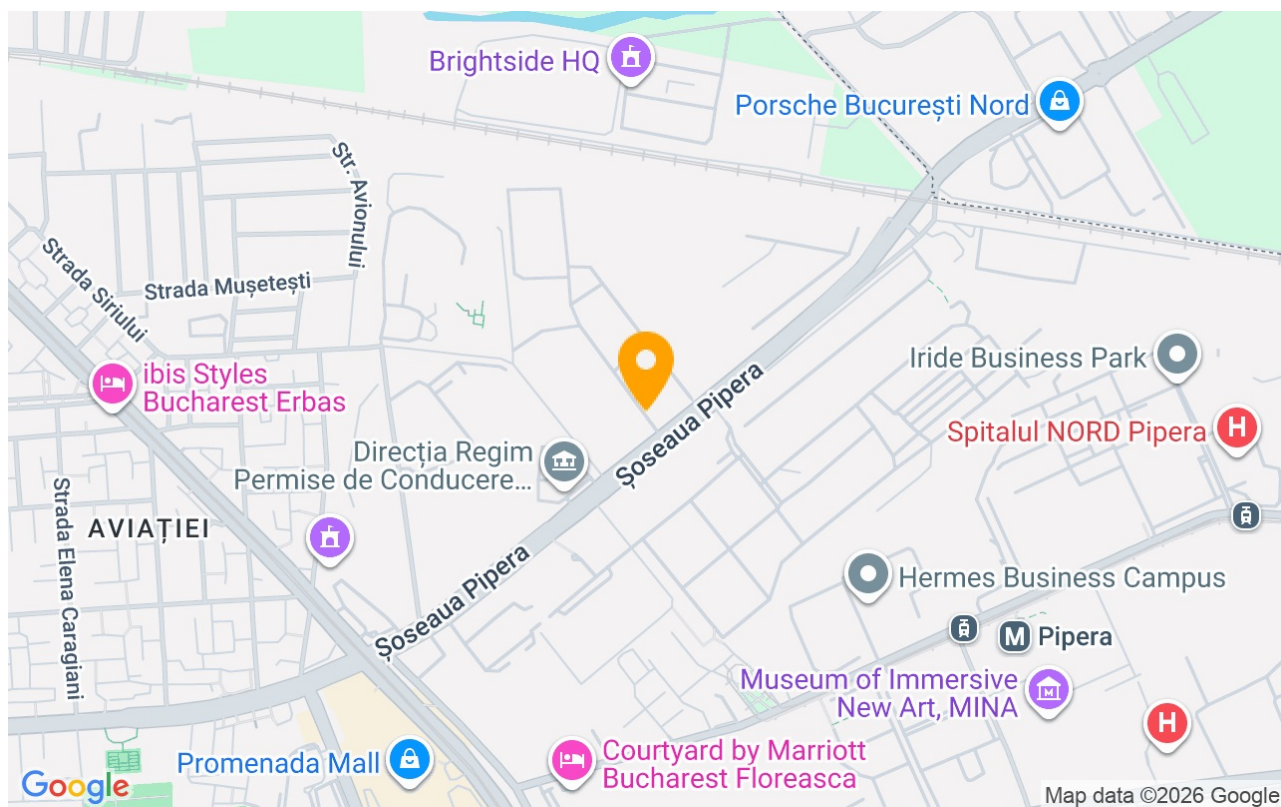 Brightside HQ
Porsche București Nord
Str. Avionului
Strada Mușetești
Strada Siriului
ibis Styles
Bucharest Erbas
Iride Business Park
Șoseaua Pipera
Spitalul NORD Pipera
H
Direcția Regim
Permise de Conducere...
Strada Elena Caragiani
AVIAȚIEI
Șoseaua Pipera
Hermes Business Campus
M Pipera
Museum of Immersive
New Art, MINA
H
Promenada Mall
Courtyard by Marriott
Bucharest Floreasca
Google
Map data ©2026 Google